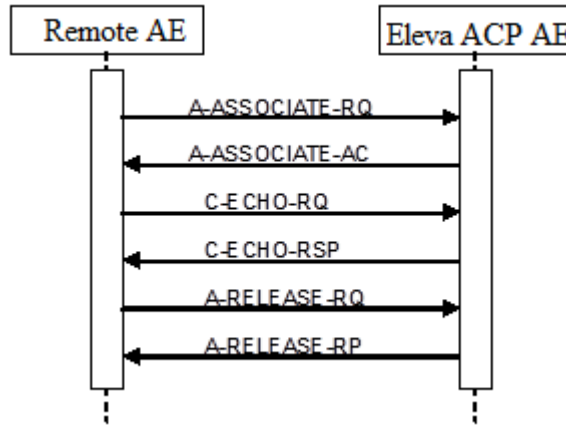 Remote AE
Eleva ACP AE
A-ASSOCIATE-RQ
A-ASSOCIATE-AC
C-ECHO-RQ
C-ECHO-RSP
A-RELEASE-RQ
A-RELEASE-RP